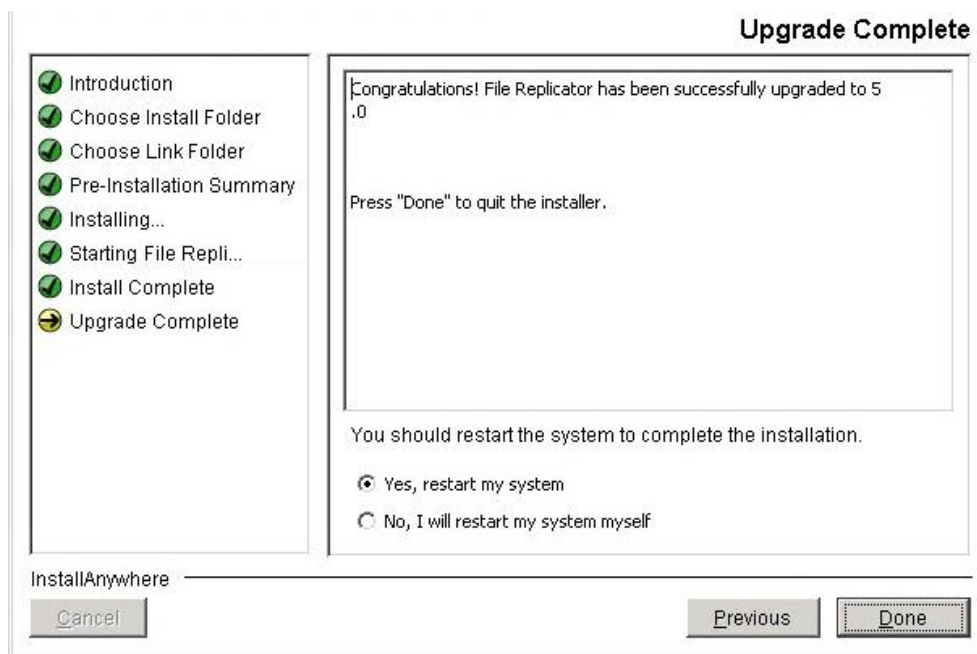 Upgrade Complete
Introduction
Choose Install Folder
Choose Link Folder
Pre-Installation Summary
Installing...
Starting File Repli...
Install Complete
Upgrade Complete
Congratulations! File Replicator has been successfully upgraded to 5
.0
Press "Done" to quit the installer.
You should restart the system to complete the installation.
Yes, restart my system
No, I will restart my system myself
InstallAnywhere
Cancel
Previous
Done